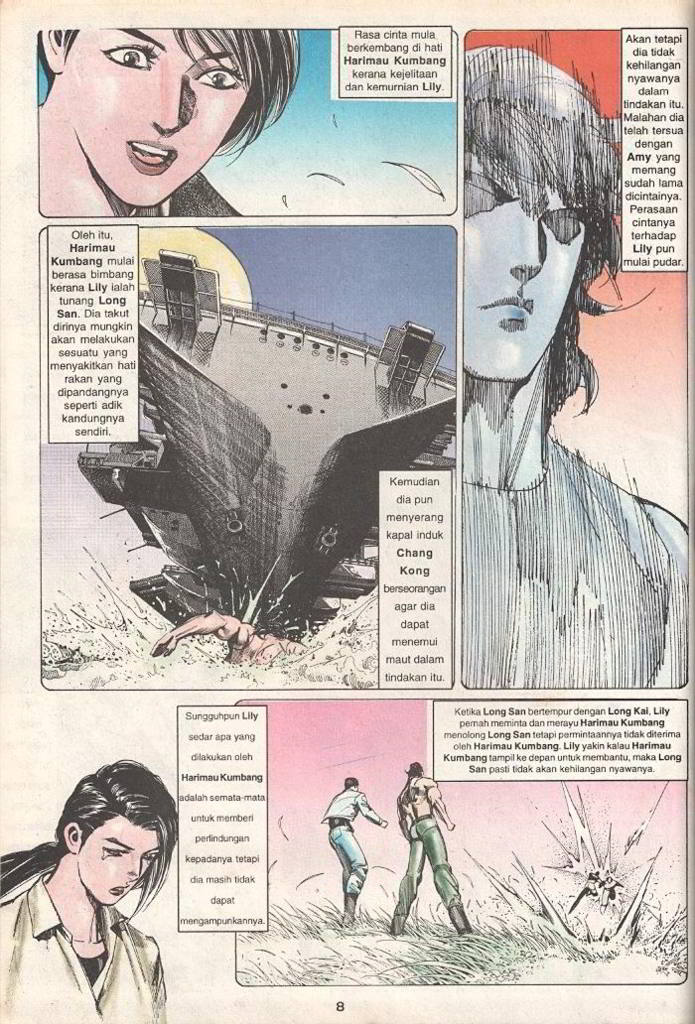 Rasa cinta mula
berkembang di hati
Harimau Kumbang
kerana kejelitaan
dan kemurnian Lily.
Oleh itu,
Harimau
Kumbang mulai
berasa bimbang
kerana Lily ialah
tunang Long
San. Dia takut
dirinya mungkin
akan melakukan
sesuatu yang
menyakitkan hati
rakan yang
dipandangnya
seperti adik
kandungnya
sendiri.
Kemudian
dia pun
menyerang
kapal induk
Chang
Kong
berseorangan
agar dia
dapat
menemui
maut dalam
tindakan itu.
Akan tetapi
dia tidak
kehilangan
nyawanya
dalam
tindakan itu.
Malahan dia
telah tersua
dengan
Amy yang
memang
sudah lama
dicintainya.
Perasaan
cintanya
terhadap
Lily pun
mulai pudar.
Ketika Long San bertempur dengan Long Kai, Lily
pernah meminta dan merayu Harimau Kumbang
menolong Long San tetapi permintaannya tidak diterima
oleh Harimau Kumbang. Lily yakin kalau Harimau
Kumbang tampil ke depan untuk membantu, maka Long
San pasti tidak akan kehilangan nyawanya.
Sungguhpun Lily
sedar apa yang
dilakukan oleh
Harimau Kumbang
adalah semata-mata
untuk memberi
perlindungan
kepadanya tetapi
dia masih tidak
dapat
mengampunkannya.
8